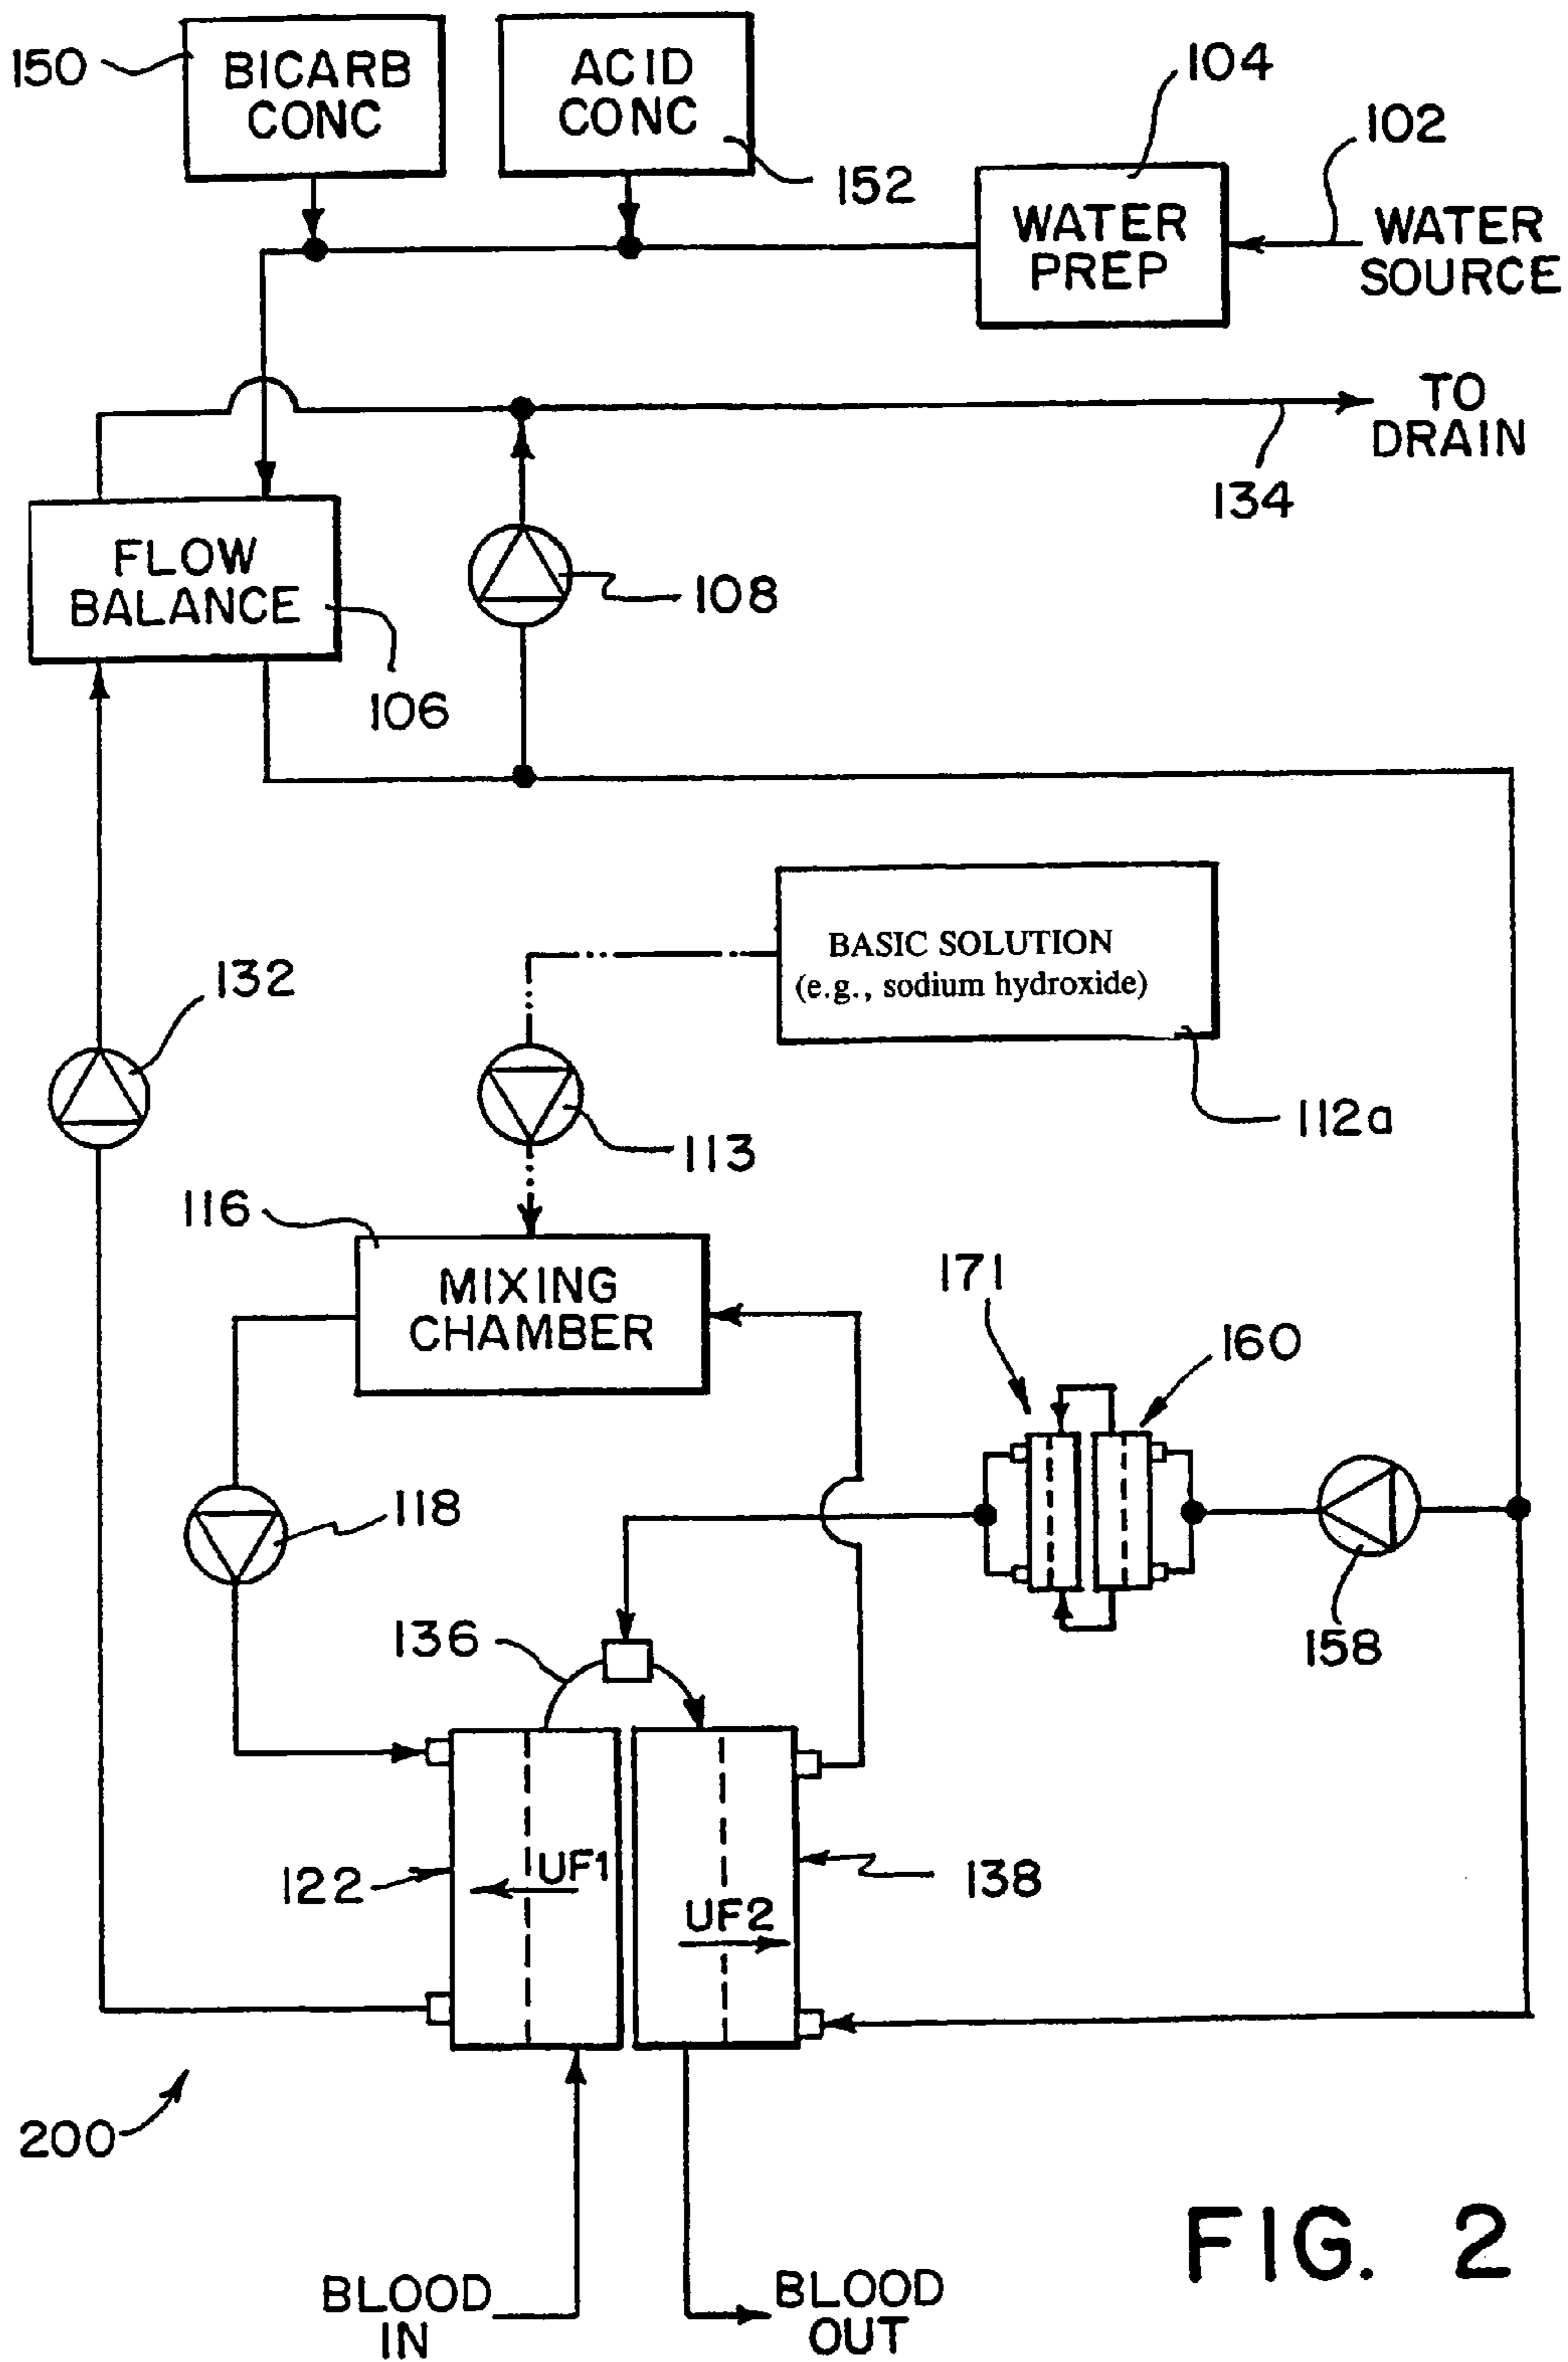 150
BICARB
CONC
ACID
CONC
152
104
102
WATER
PREP
WATER
SOURCE
TO
DRAIN
134
FLOW
BALANCE
108
106
BASIC SOLUTION
(e.g., sodium hydroxide)
132
112a
113
116
MIXING
CHAMBER
171
160
118
136
158
122
UF1
138
UF2
200
BLOOD
IN
BLOOD
OUT
FIG. 2